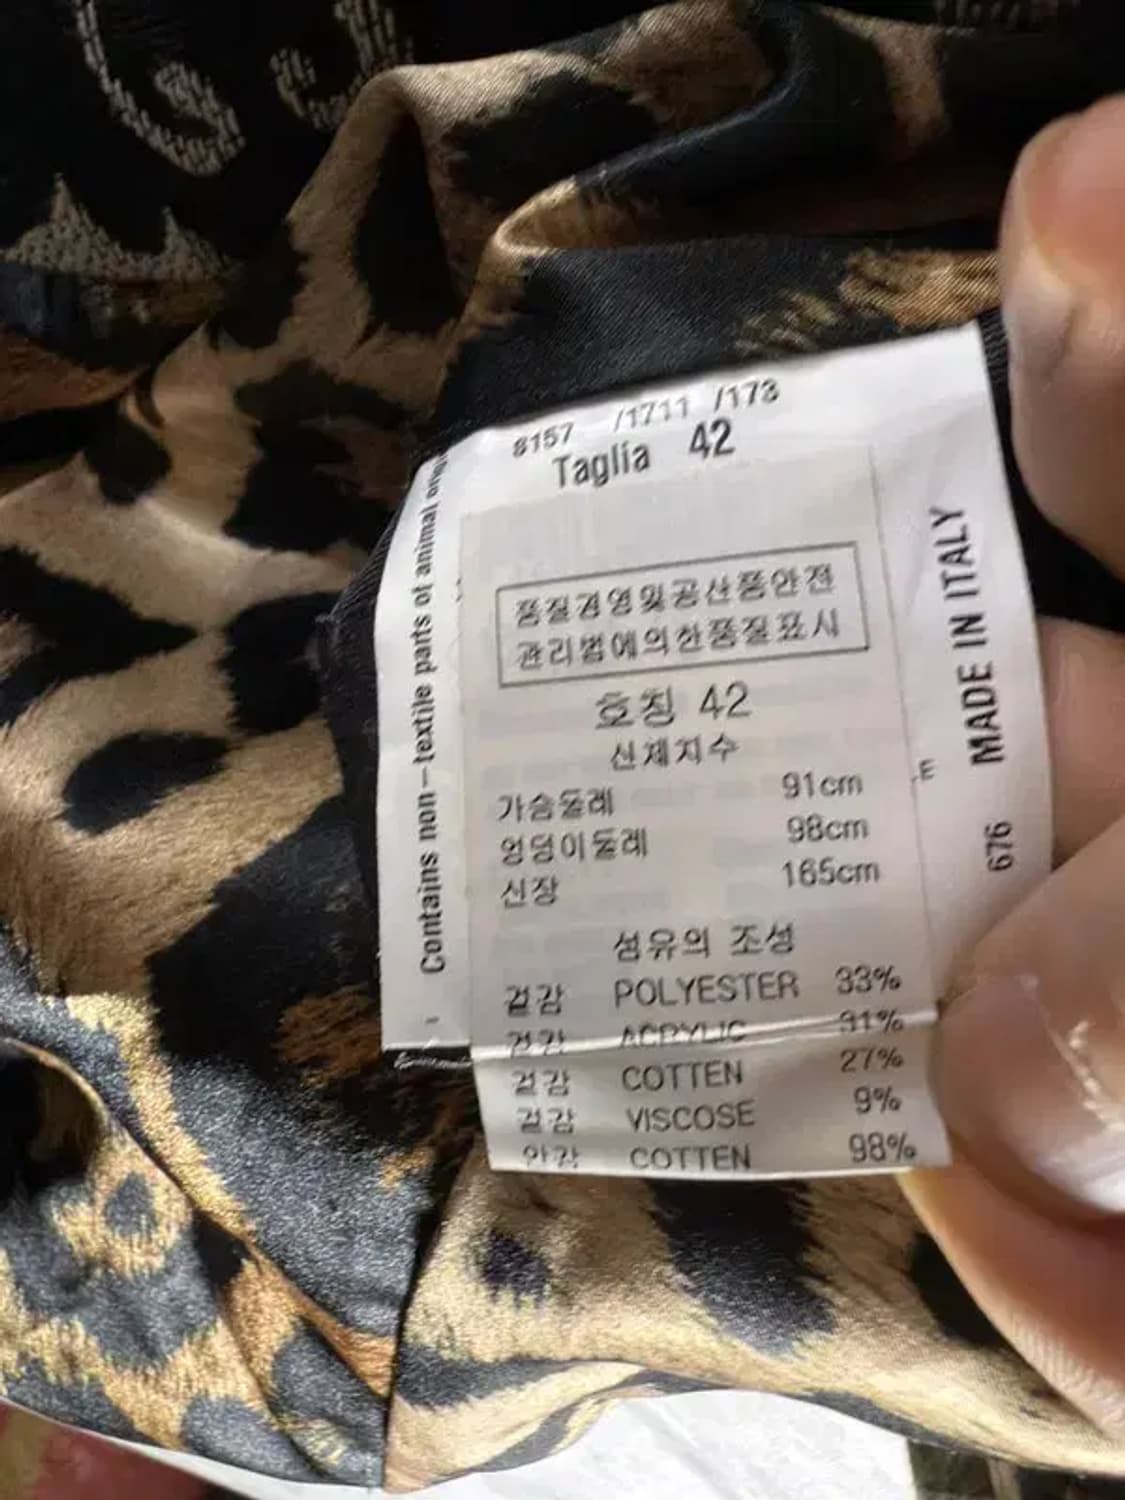 8157 /1711 /173
Taglia 42
품질경영및공산품안전
관리법에의한품질표시
호칭 42
신체치수
가슴둘레 91cm
엉덩이둘레 98cm
신장 165cm
섬유의 조성
겉감 POLYESTER 33%
겉감 ACRYLIC 31%
겉감 COTTEN 27%
겉감 VISCOSE 9%
안감 COTTEN 98%
Contains non-textile parts of animal
MADE IN ITALY
676